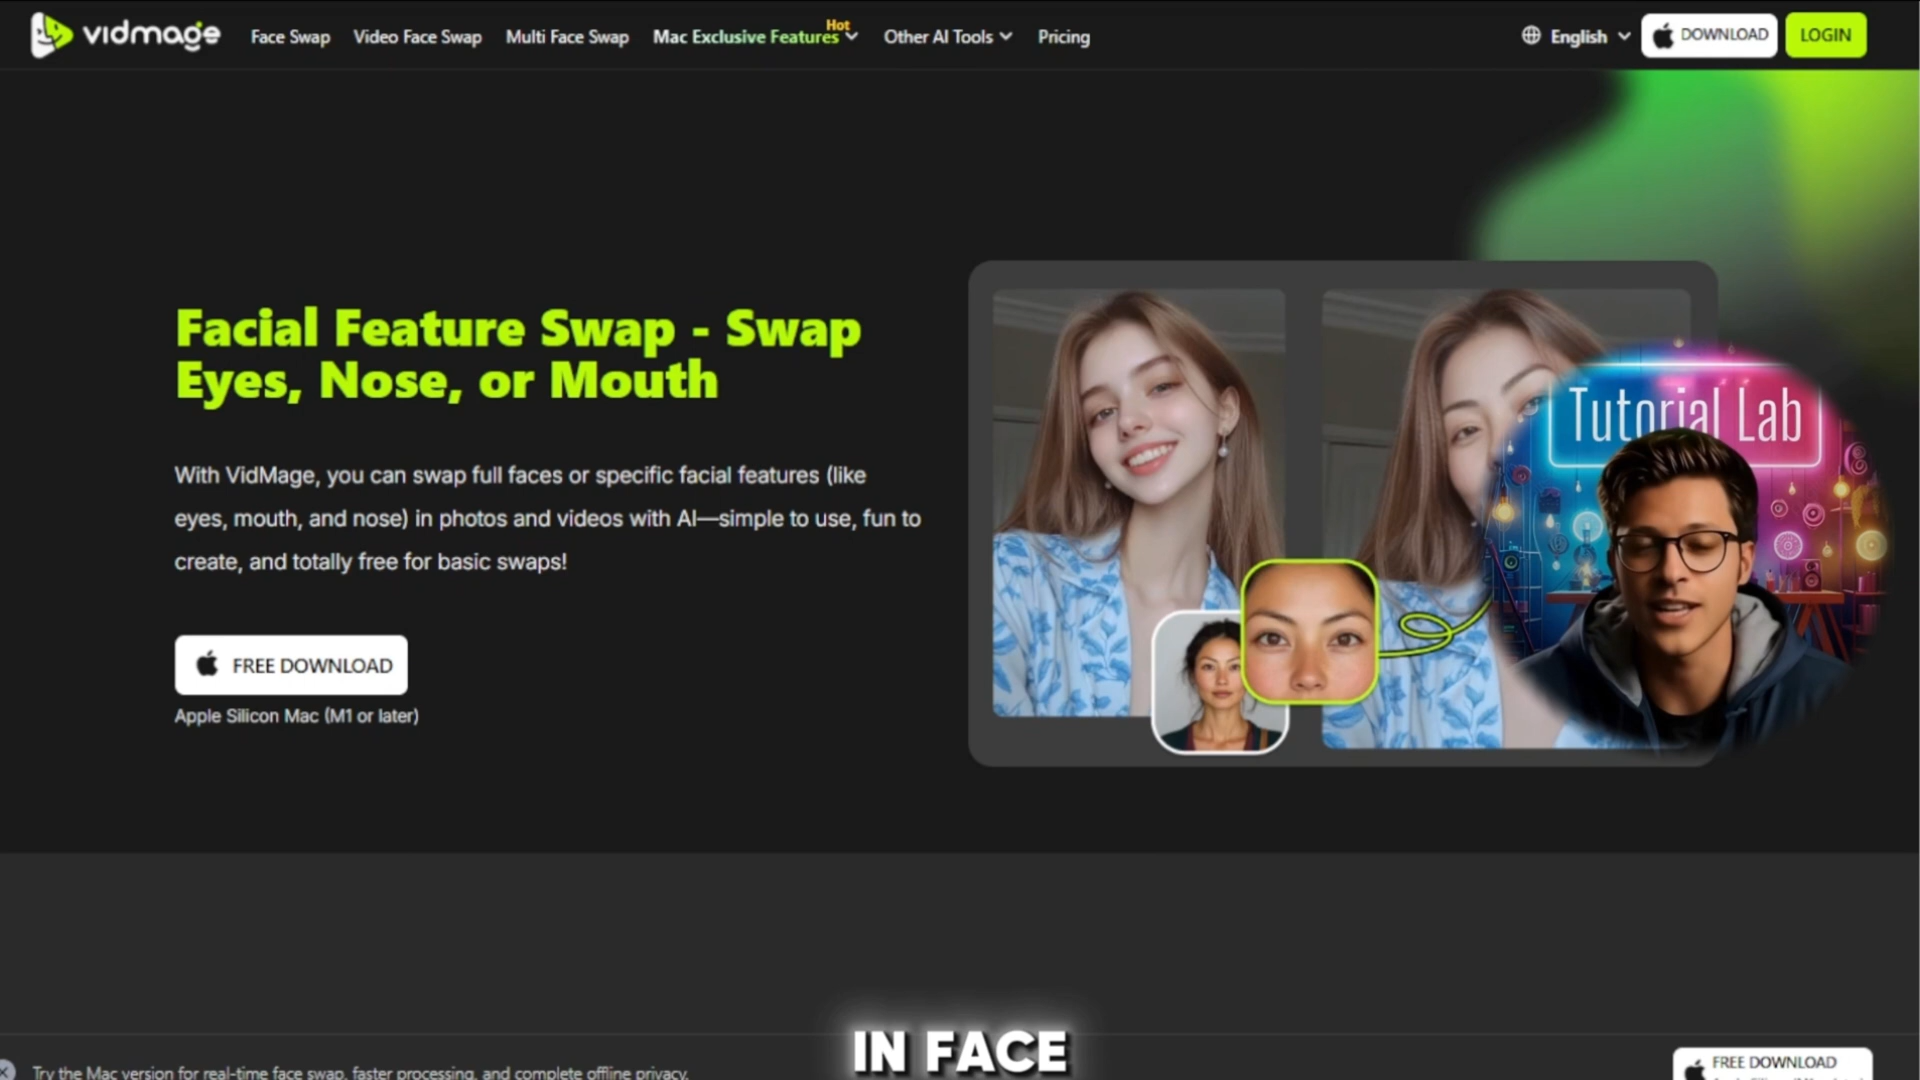 vidmage
Face Swap
Video Face Swap
Multi Face Swap
Mac Exclusive Features
Hot
Other AI Tools
Pricing
English
DOWNLOAD
LOGIN
Facial Feature Swap - Swap
Eyes, Nose, or Mouth
With VidMage, you can swap full faces or specific facial features (like
eyes, mouth, and nose) in photos and videos with AI—simple to use, fun to
create, and totally free for basic swaps!
FREE DOWNLOAD
Apple Silicon Mac (M1 or later)
Tutorial Lab
IN FACE
Try the Mac version for real-time face swap, faster processing, and complete offline privacy.
FREE DOWNLOAD